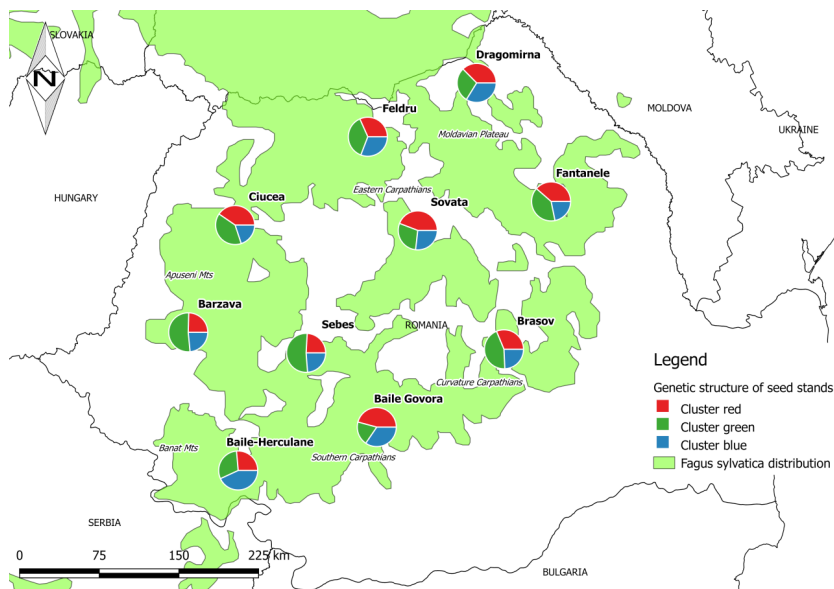 SLOVAKIA
N
Dragomirna
Feldru
MOLDOVA
Moldavian Plateau
UKRAINE
Fantanele
Eastern Carpathians
HUNGARY
Ciucea
Sovata
Apuseni Mts
Barzava
Sebes
ROMANIA
Brasov
Curvature Carpathians
Baile Govora
Baile-Herculane
Banat Mts
Southern Carpathians
SERBIA
BULGARIA
0 75 150 225 km
Legend
Genetic structure of seed stands
Cluster red
Cluster green
Cluster blue
Fagus sylvatica distribution